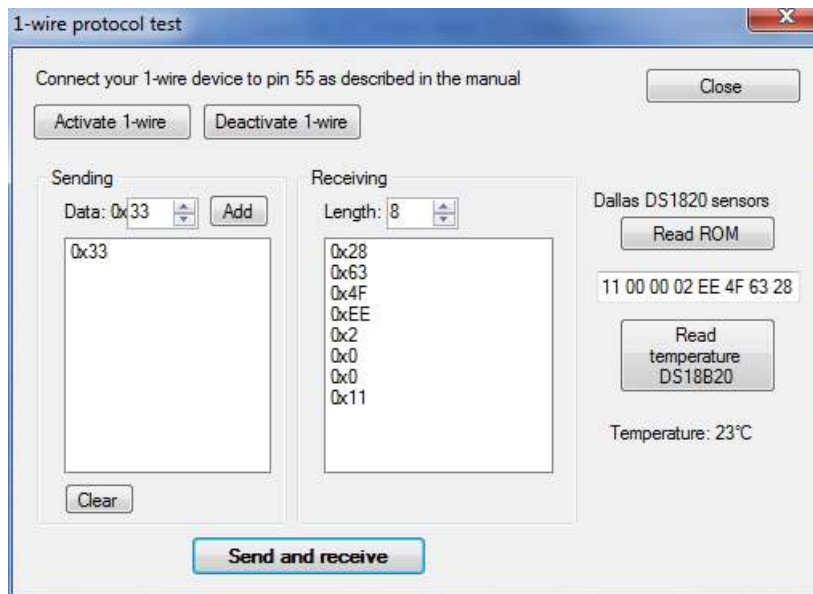 1-wire protocol test
x
Connect your 1-wire device to pin 55 as described in the manual
Close
Activate 1-wire
Deactivate 1-wire
Sending
Data: 0x 33
Add
0x33
Clear
Receiving
Length: 8
0x28
0x63
0x4F
0xEE
0x2
0x0
0x0
0x11
Dallas DS1820 sensors
Read ROM
11 00 00 02 EE 4F 63 28
Read
temperature
DS18B20
Temperature: 23°C
Send and receive